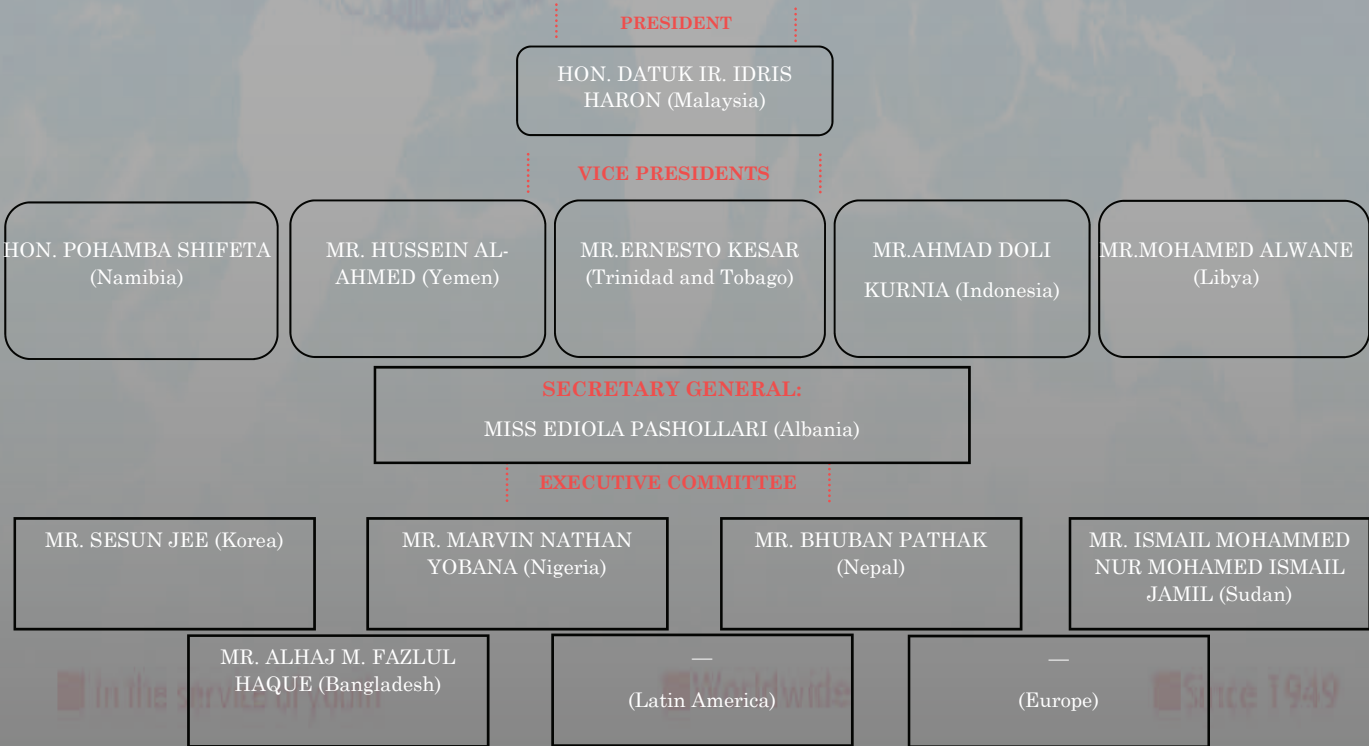 PRESIDENT
HON. DATUK IR. IDRIS
HARON (Malaysia)
VICE PRESIDENTS
HON. POHAMBA SHIFETA
(Namibia)
MR. HUSSEIN AL-
AHMED (Yemen)
MR.ERNESTO KESAR
(Trinidad and Tobago)
MR.AHMAD DOLI
KURNIA (Indonesia)
MR.MOHAMED ALWANE
(Libya)
SECRETARY GENERAL:
MISS EDIOLA PASHOLLARI (Albania)
EXECUTIVE COMMITTEE
MR. SESUN JEE (Korea)
MR. MARVIN NATHAN
YOBANA (Nigeria)
MR. BHUBAN PATHAK
(Nepal)
MR. ISMAIL MOHAMMED
NUR MOHAMED ISMAIL
JAMIL (Sudan)
MR. ALHAJ M. FAZLUL
HAQUE (Bangladesh)
—
(Latin America)
—
(Europe)
In the service of youth
Worldwide
Since 1949